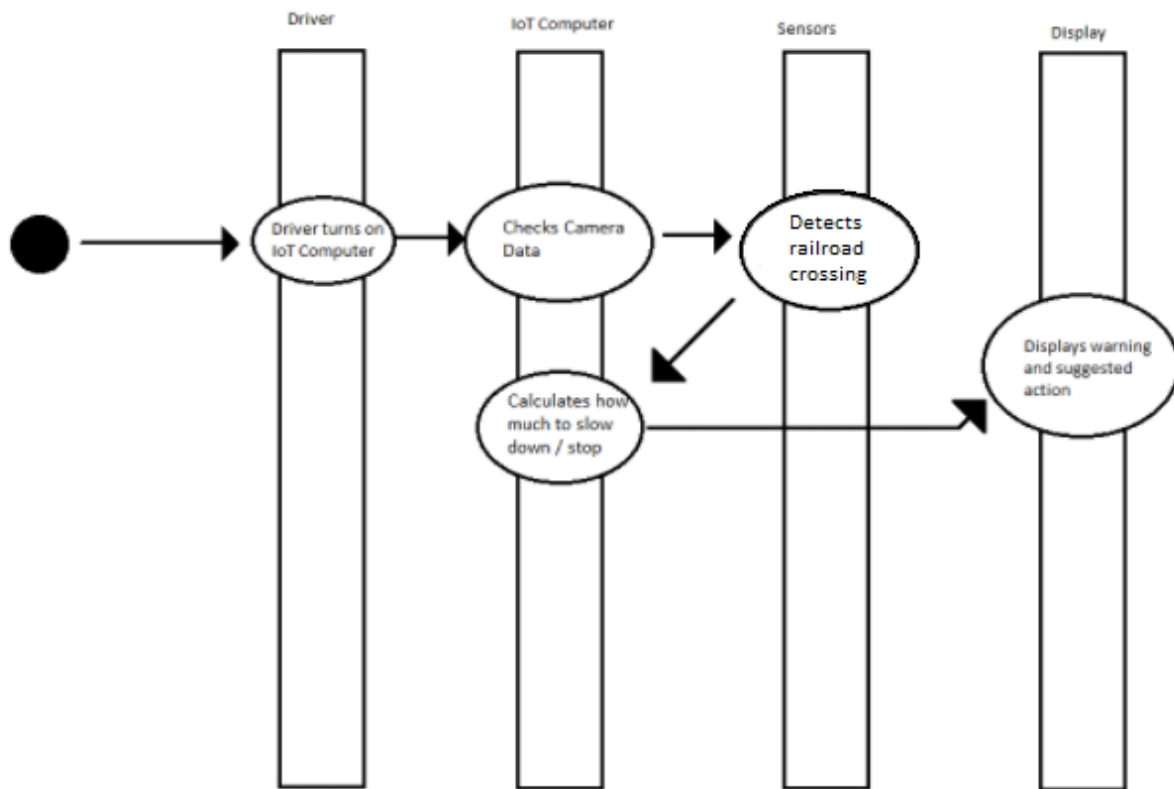 Driver
IoT Computer
Sensors
Display
Driver turns on
IoT Computer
Checks Camera
Data
Detects
railroad
crossing
Calculates how
much to slow
down / stop
Displays warning
and suggested
action